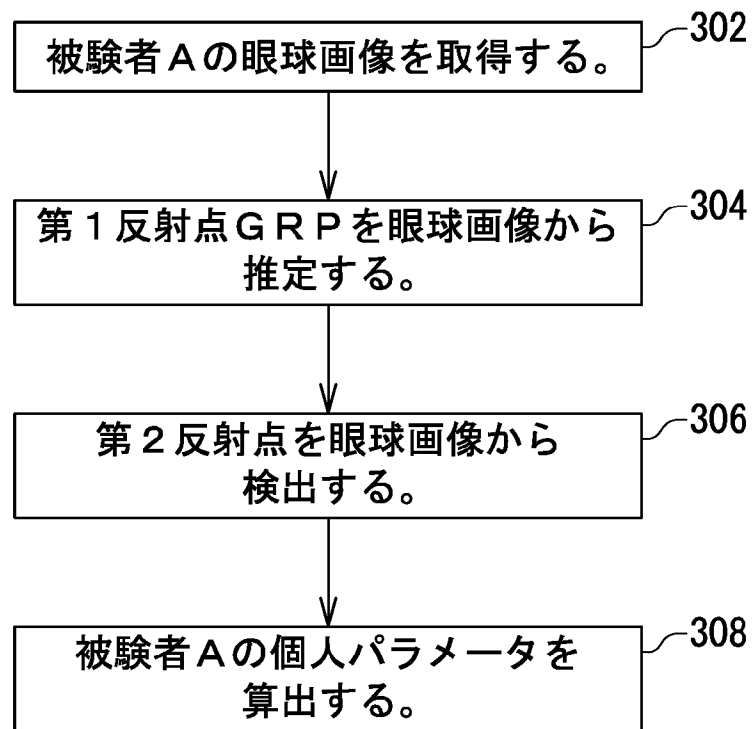 被験者Aの眼球画像を取得する。
302
第1反射点GRPを眼球画像から
推定する。
304
第2反射点を眼球画像から
検出する。
306
被験者Aの個人パラメータを
算出する。
308